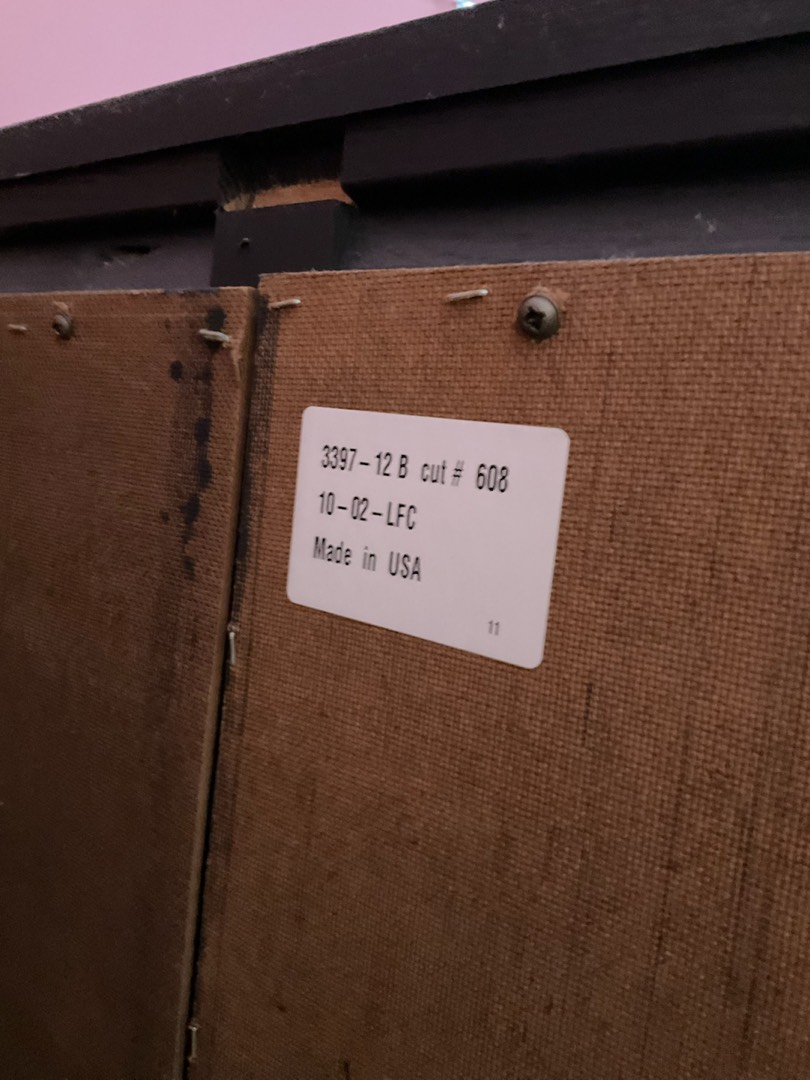 3397-12 B cut # 608
10-02-LFC
Made in USA
11